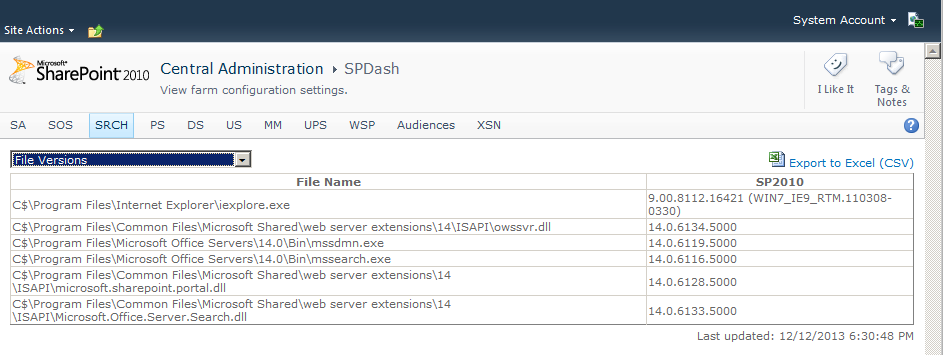 Site Actions
System Account
Microsoft
SharePoint 2010
Central Administration
SPDash
View farm configuration settings.
I Like It
Tags &
Notes
SA SOS SRCH PS DS US MM UPS WSP Audiences XSN
File Versions
Export to Excel (CSV)
File Name SP2010
C$\Program Files\Internet Explorer\iexplore.exe 9.00.8112.16421 (WIN7_IE9_RTM.110308-
0330)
C$\Program Files\Common Files\Microsoft Shared\web server extensions\14\ISAPI\owssvr.dll 14.0.6134.5000
C$\Program Files\Microsoft Office Servers\14.0\Bin\mssdmn.exe 14.0.6119.5000
C$\Program Files\Microsoft Office Servers\14.0\Bin\mssearch.exe 14.0.6116.5000
C$\Program Files\Common Files\Microsoft Shared\web server extensions\14
\ISAPI\microsoft.sharepoint.portal.dll 14.0.6128.5000
C$\Program Files\Common Files\Microsoft Shared\web server extensions\14
\ISAPI\Microsoft.Office.Server.Search.dll 14.0.6133.5000
Last updated: 12/12/2013 6:30:48 PM